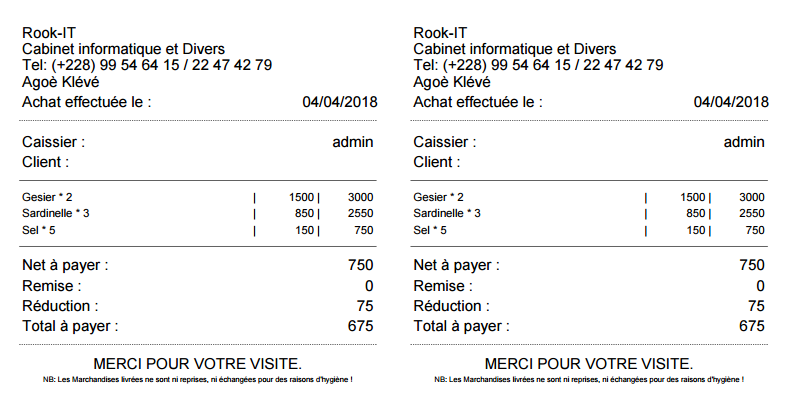 Rook-IT
Cabinet informatique et Divers
Tel: (+228) 99 54 64 15 / 22 47 42 79
Agoè Klévé
Achat effectuée le : 04/04/2018
Caissier : admin
Client :
Gesier * 2 | 1500 | 3000
Sardinelle * 3 | 850 | 2550
Sel * 5 | 150 | 750
Net à payer : 750
Remise : 0
Réduction : 75
Total à payer : 675
MERCI POUR VOTRE VISITE.
NB: Les Marchandises livrées ne sont ni reprises, ni échangées pour des raisons d'hygiène !
Rook-IT
Cabinet informatique et Divers
Tel: (+228) 99 54 64 15 / 22 47 42 79
Agoè Klévé
Achat effectuée le : 04/04/2018
Caissier : admin
Client :
Gesier * 2 | 1500 | 3000
Sardinelle * 3 | 850 | 2550
Sel * 5 | 150 | 750
Net à payer : 750
Remise : 0
Réduction : 75
Total à payer : 675
MERCI POUR VOTRE VISITE.
NB: Les Marchandises livrées ne sont ni reprises, ni échangées pour des raisons d'hygiène !